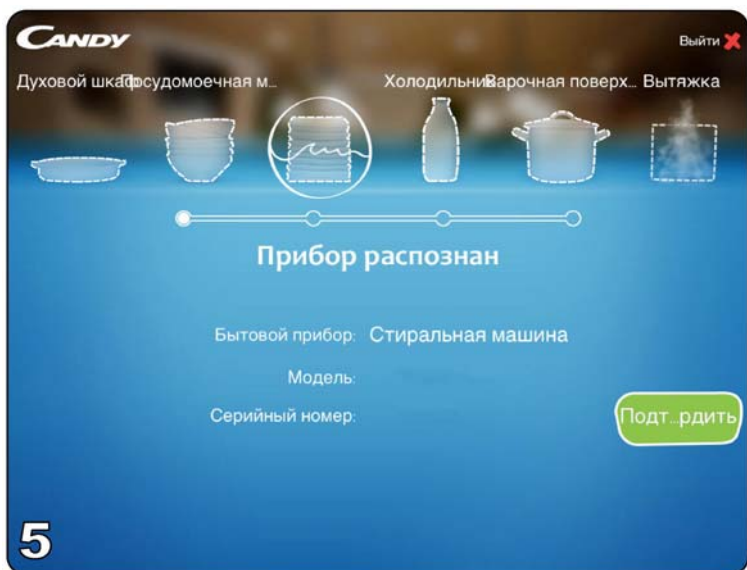 CANDY
Выйти
Духовой шкаф Посудомоечная м... Холодильник Варочная поверх... Вытяжка
Прибор распознан
Бытовой прибор: Стиральная машина
Модель:
Серийный номер:
Подт...рдить
5